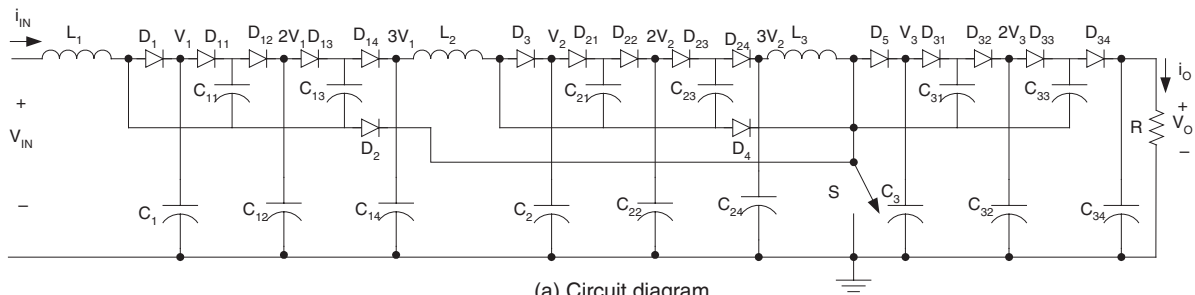 i_IN L_1 D_1 V_1 D_11 D_12 2V_1 D_13 D_14 3V_1 L_2 D_3 V_2 D_21 D_22 2V_2 D_23 D_24 3V_2 L_3 D_5 V_3 D_31 D_32 2V_3 D_33 D_34 i_O
C_11 C_13 C_21 C_23 C_31 C_33
+ V_IN − D_2 D_4 R + V_O −
C_1 C_12 C_14 C_2 C_22 C_24 S C_3 C_32 C_34
(a) Circuit diagram